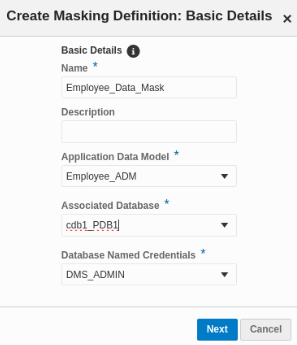 Create Masking Definition: Basic Details ×
Basic Details i
Name *
Employee_Data_Mask
Description
Application Data Model *
Employee_ADM
Associated Database *
cdb1_PDB1
Database Named Credentials *
DMS_ADMIN
Next Cancel